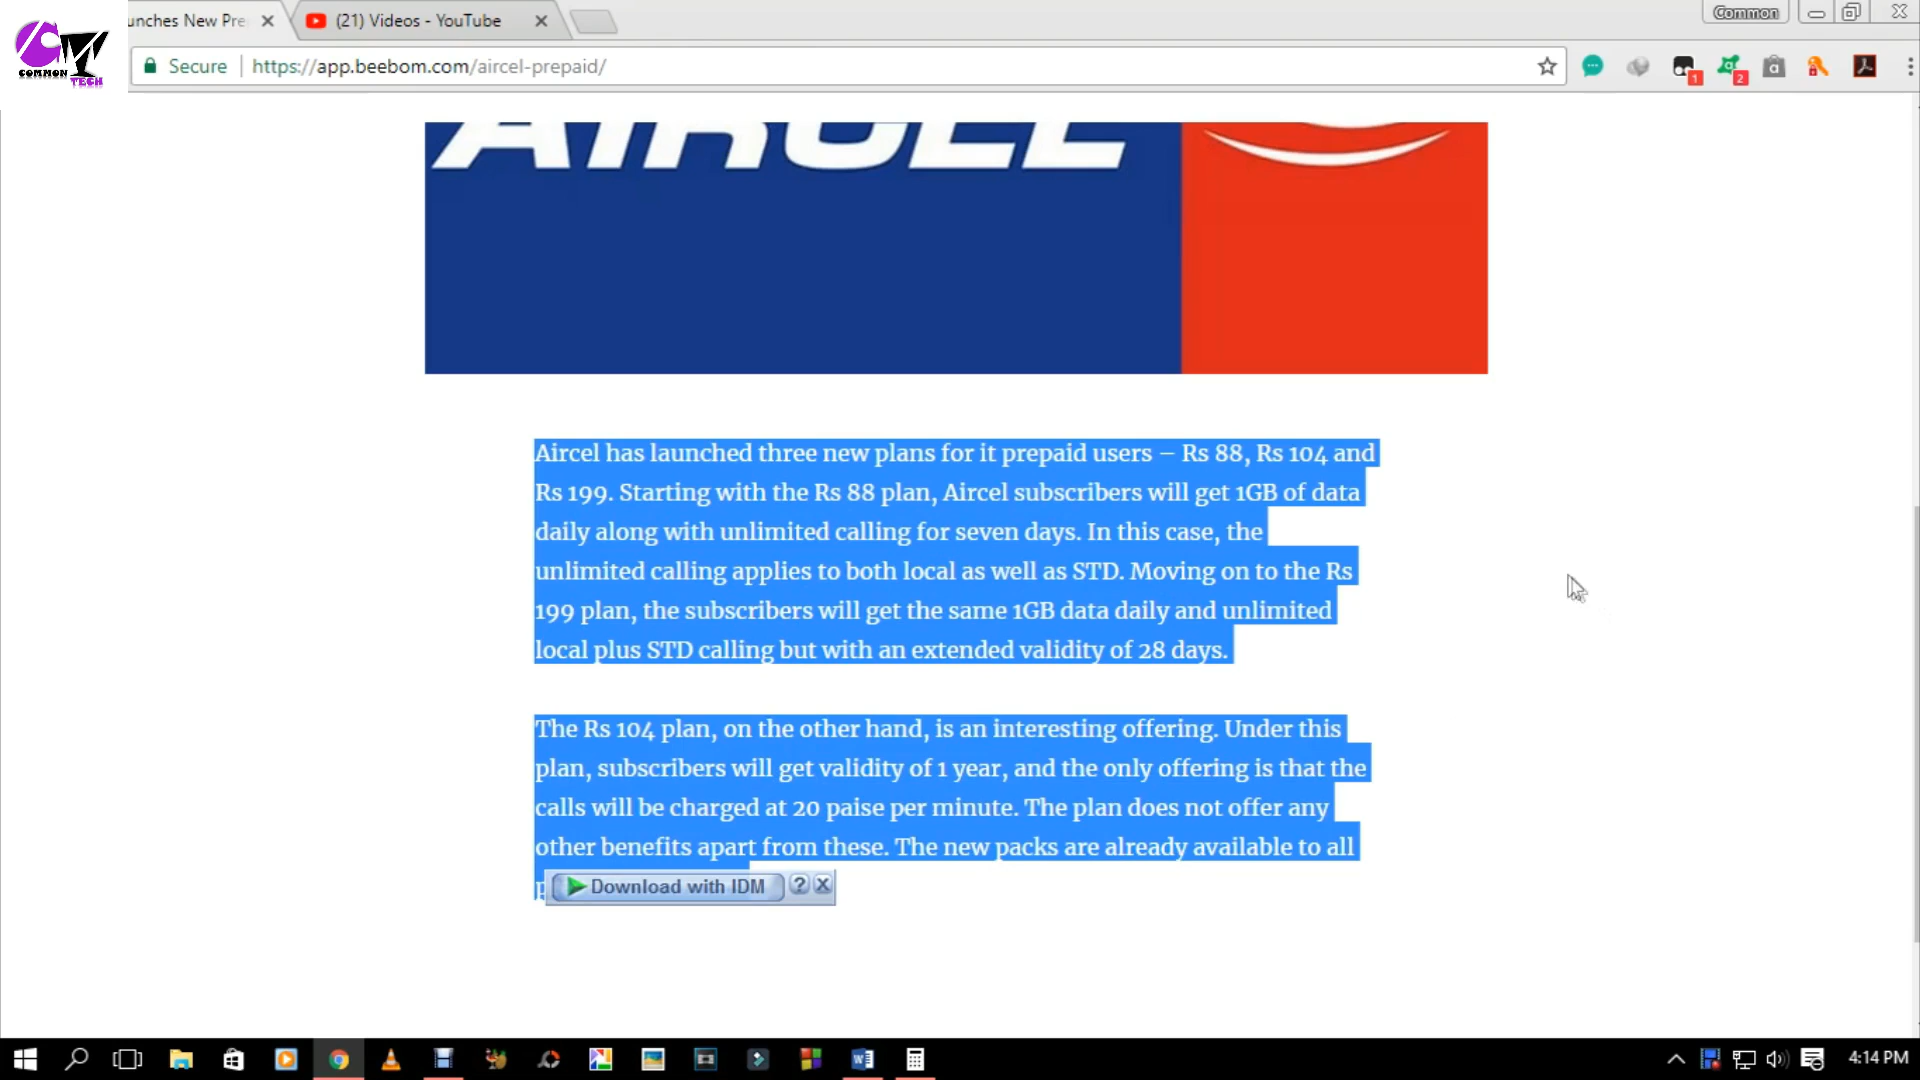 unches New Pre
(21) Videos - YouTube
Common
CM
COMMON
TECH
Secure
https://app.beebom.com/aircel-prepaid/
1
2
AIRCEL
Aircel has launched three new plans for it prepaid users – Rs 88, Rs 104 and
Rs 199. Starting with the Rs 88 plan, Aircel subscribers will get 1GB of data
daily along with unlimited calling for seven days. In this case, the
unlimited calling applies to both local as well as STD. Moving on to the Rs
199 plan, the subscribers will get the same 1GB data daily and unlimited
local plus STD calling but with an extended validity of 28 days.
The Rs 104 plan, on the other hand, is an interesting offering. Under this
plan, subscribers will get validity of 1 year, and the only offering is that the
calls will be charged at 20 paise per minute. The plan does not offer any
other benefits apart from these. The new packs are already available to all
Download with IDM
4:14 PM